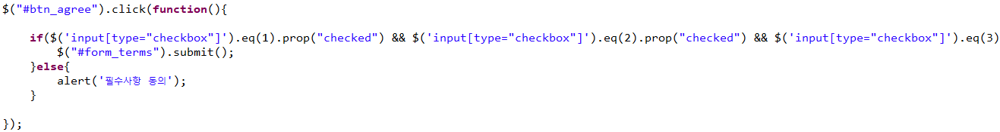 $("#btn_agree").click(function(){
if($('input[type="checkbox"]').eq(1).prop("checked") && $('input[type="checkbox"]').eq(2).prop("checked") && $('input[type="checkbox"]').eq(3)
$("#form_terms").submit();
}else{
alert('필수사항 동의');
}
});